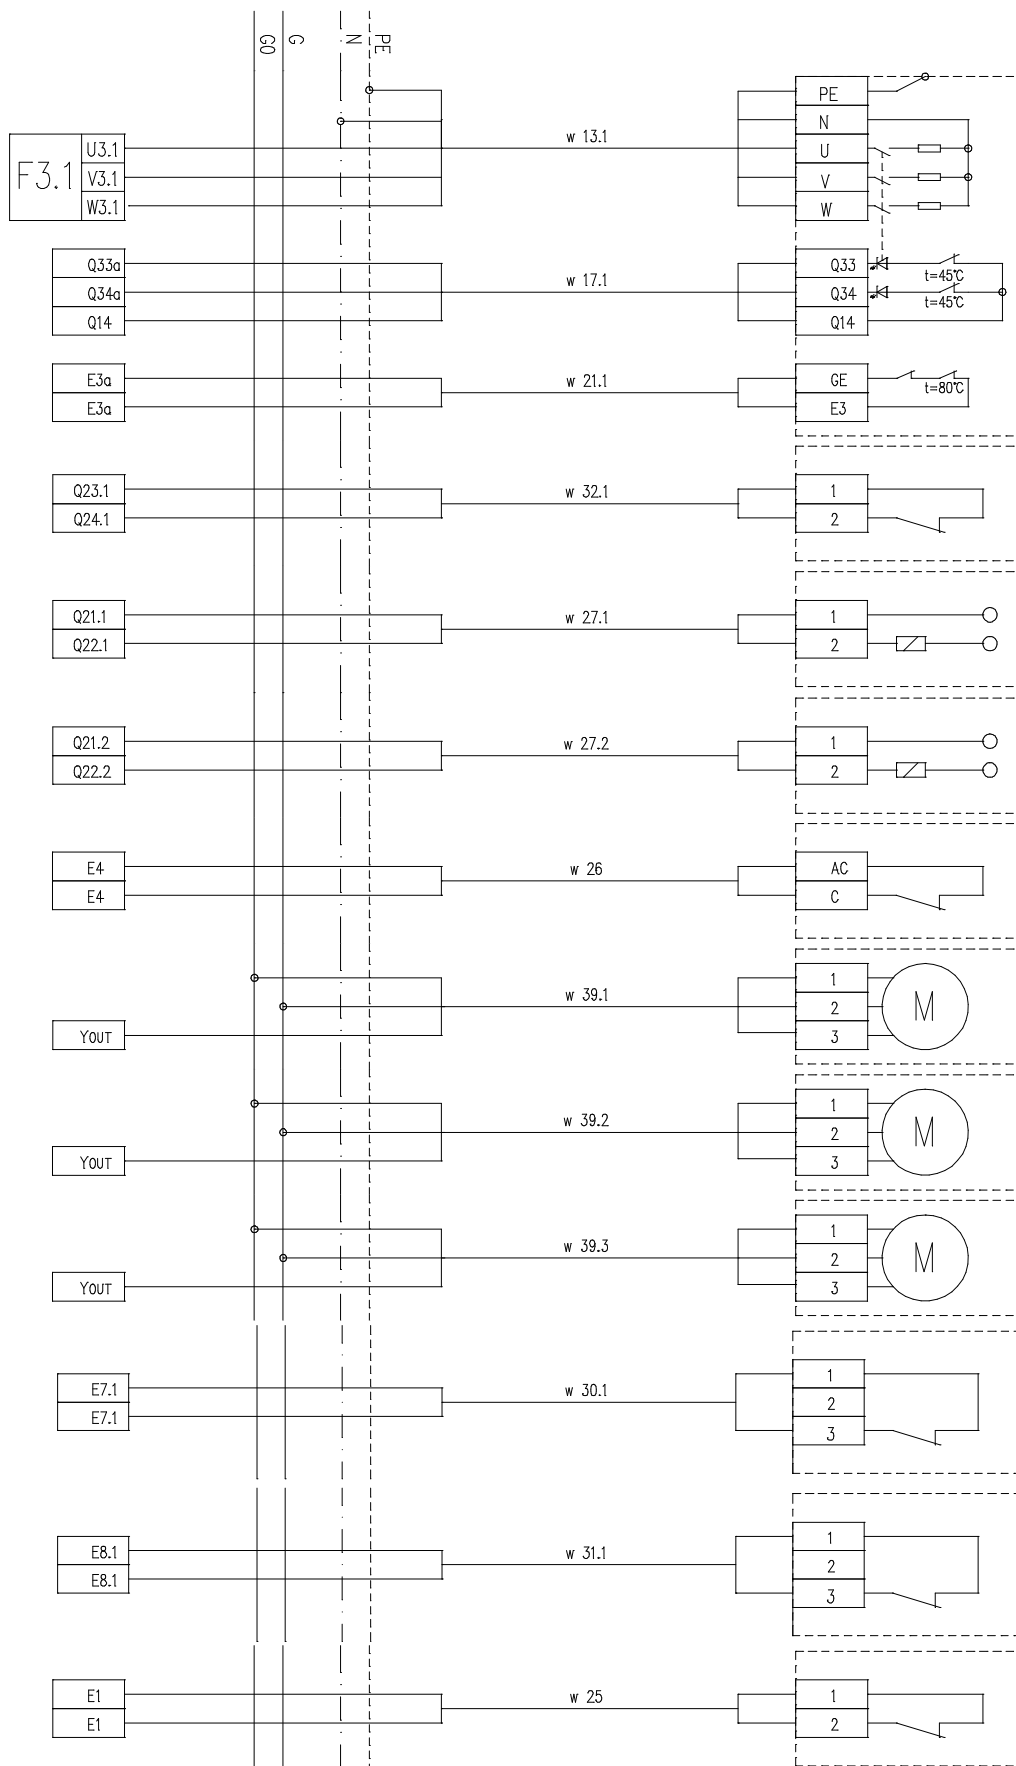 G0 G N PE
PE
N
w 13.1
F3.1 U3.1 U
V3.1 V
W3.1 W
Q33a Q33
w 17.1 t=45°C
Q34a Q34
t=45°C
Q14 Q14
E3a w 21.1 GE
t=80°C
E3a E3
Q23.1 w 32.1 1
Q24.1 2
Q21.1 w 27.1 1
Q22.1 2
Q21.2 w 27.2 1
Q22.2 2
E4 w 26 AC
E4 C
1
w 39.1 2 M
YOUT 3
1
w 39.2 2 M
YOUT 3
1
w 39.3 2 M
YOUT 3
1
E7.1 w 30.1 2
E7.1 3
1
E8.1 w 31.1 2
E8.1 3
E1 w 25 1
E1 2